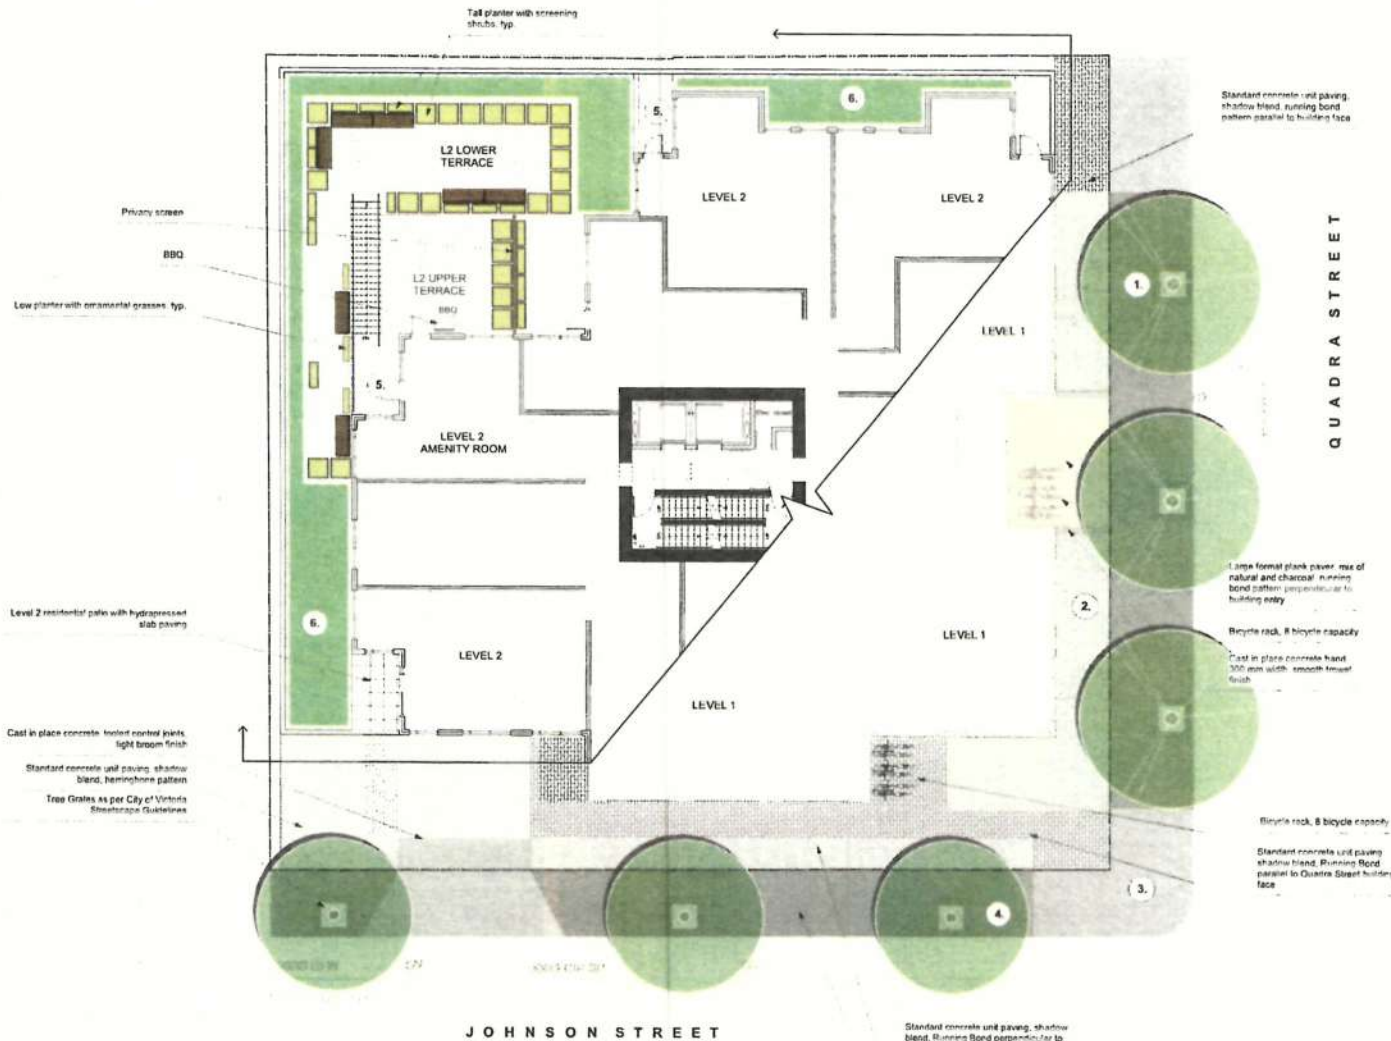 Tall planter with screening
shrubs, typ.
Standard concrete unit paving,
shadow blend, running bond
pattern parallel to building face
5.
6.
L2 LOWER
TERRACE
LEVEL 2
LEVEL 2
Privacy screen
BBQ
L2 UPPER
TERRACE
BBQ
1.
QUADRA STREET
Low planter with ornamental grasses, typ.
LEVEL 1
5.
LEVEL 2
AMENITY ROOM
Large format plank paver, mix of
natural and charcoal, running
bond pattern perpendicular to
building entry
2.
Level 2 residential patio with hydrapressed
slab paving
6.
LEVEL 1
Bicycle rack, 8 bicycle capacity
LEVEL 2
Cast in place concrete band,
300 mm width, smooth trowel
finish
LEVEL 1
Cast in place concrete, tooled control joints,
light broom finish
Standard concrete unit paving, shadow
blend, herringbone pattern
Tree Grates as per City of Victoria
Streetscape Guidelines
Bicycle rack, 8 bicycle capacity
Standard concrete unit paving
shadow blend, Running Bond
parallel to Quadra Street building
face
3.
4.
JOHNSON STREET
Standard concrete unit paving, shadow
blend, Running Bond perpendicular to